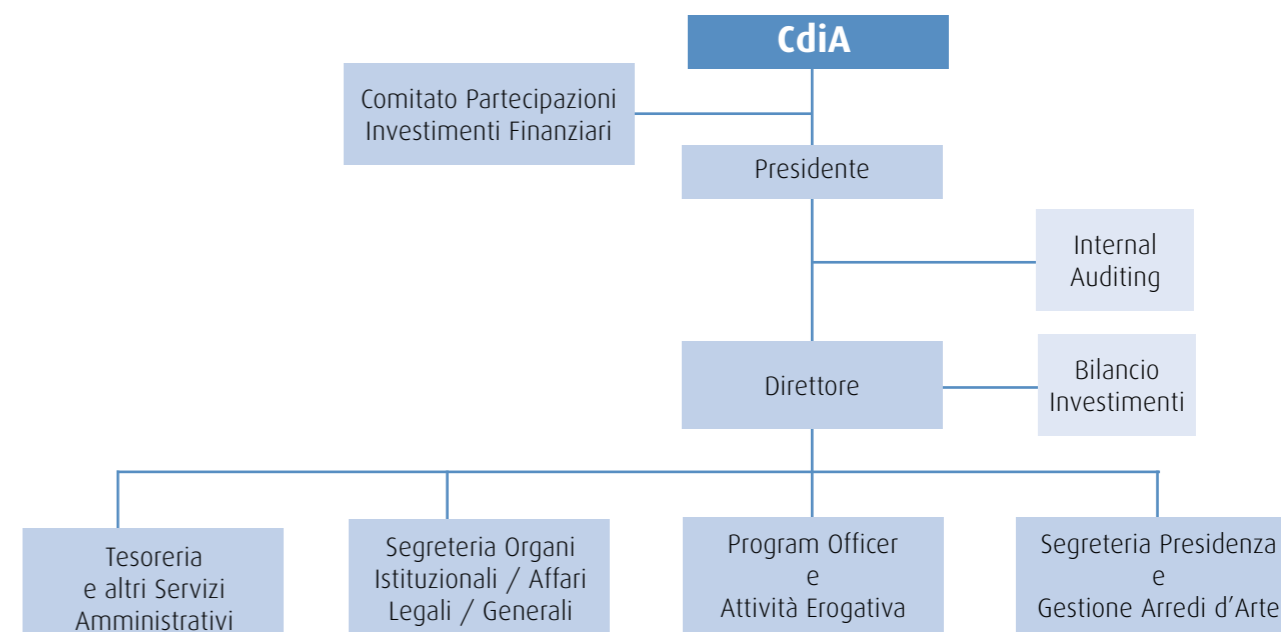 CdiA
Comitato Partecipazioni
Investimenti Finanziari
Presidente
Internal
Auditing
Direttore
Bilancio
Investimenti
Tesoreria
e altri Servizi
Amministrativi
Segreteria Organi
Istituzionali / Affari
Legali / Generali
Program Officer
e
Attività Erogativa
Segreteria Presidenza
e
Gestione Arredi d'Arte